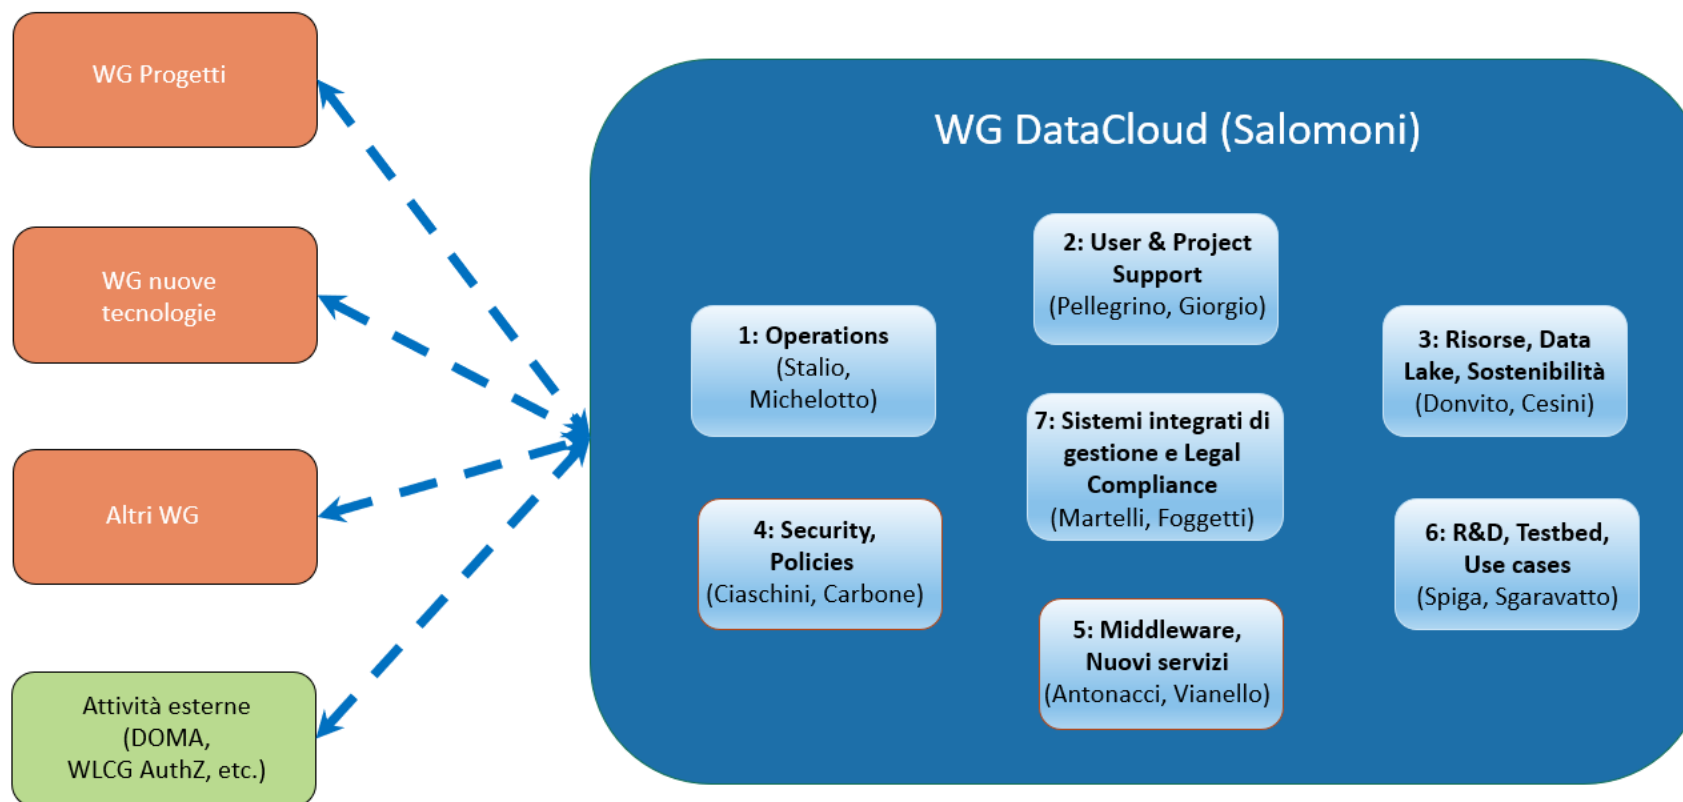 WG Progetti
WG nuove
tecnologie
Altri WG
Attività esterne
(DOMA,
WLCG AuthZ, etc.)
WG DataCloud (Salomoni)
1: Operations
(Stalio,
Michelotto)
2: User & Project
Support
(Pellegrino, Giorgio)
3: Risorse, Data
Lake, Sostenibilità
(Donvito, Cesini)
4: Security,
Policies
(Ciaschini, Carbone)
7: Sistemi integrati di
gestione e Legal
Compliance
(Martelli, Foggetti)
5: Middleware,
Nuovi servizi
(Antonacci, Vianello)
6: R&D, Testbed,
Use cases
(Spiga, Sgaravatto)